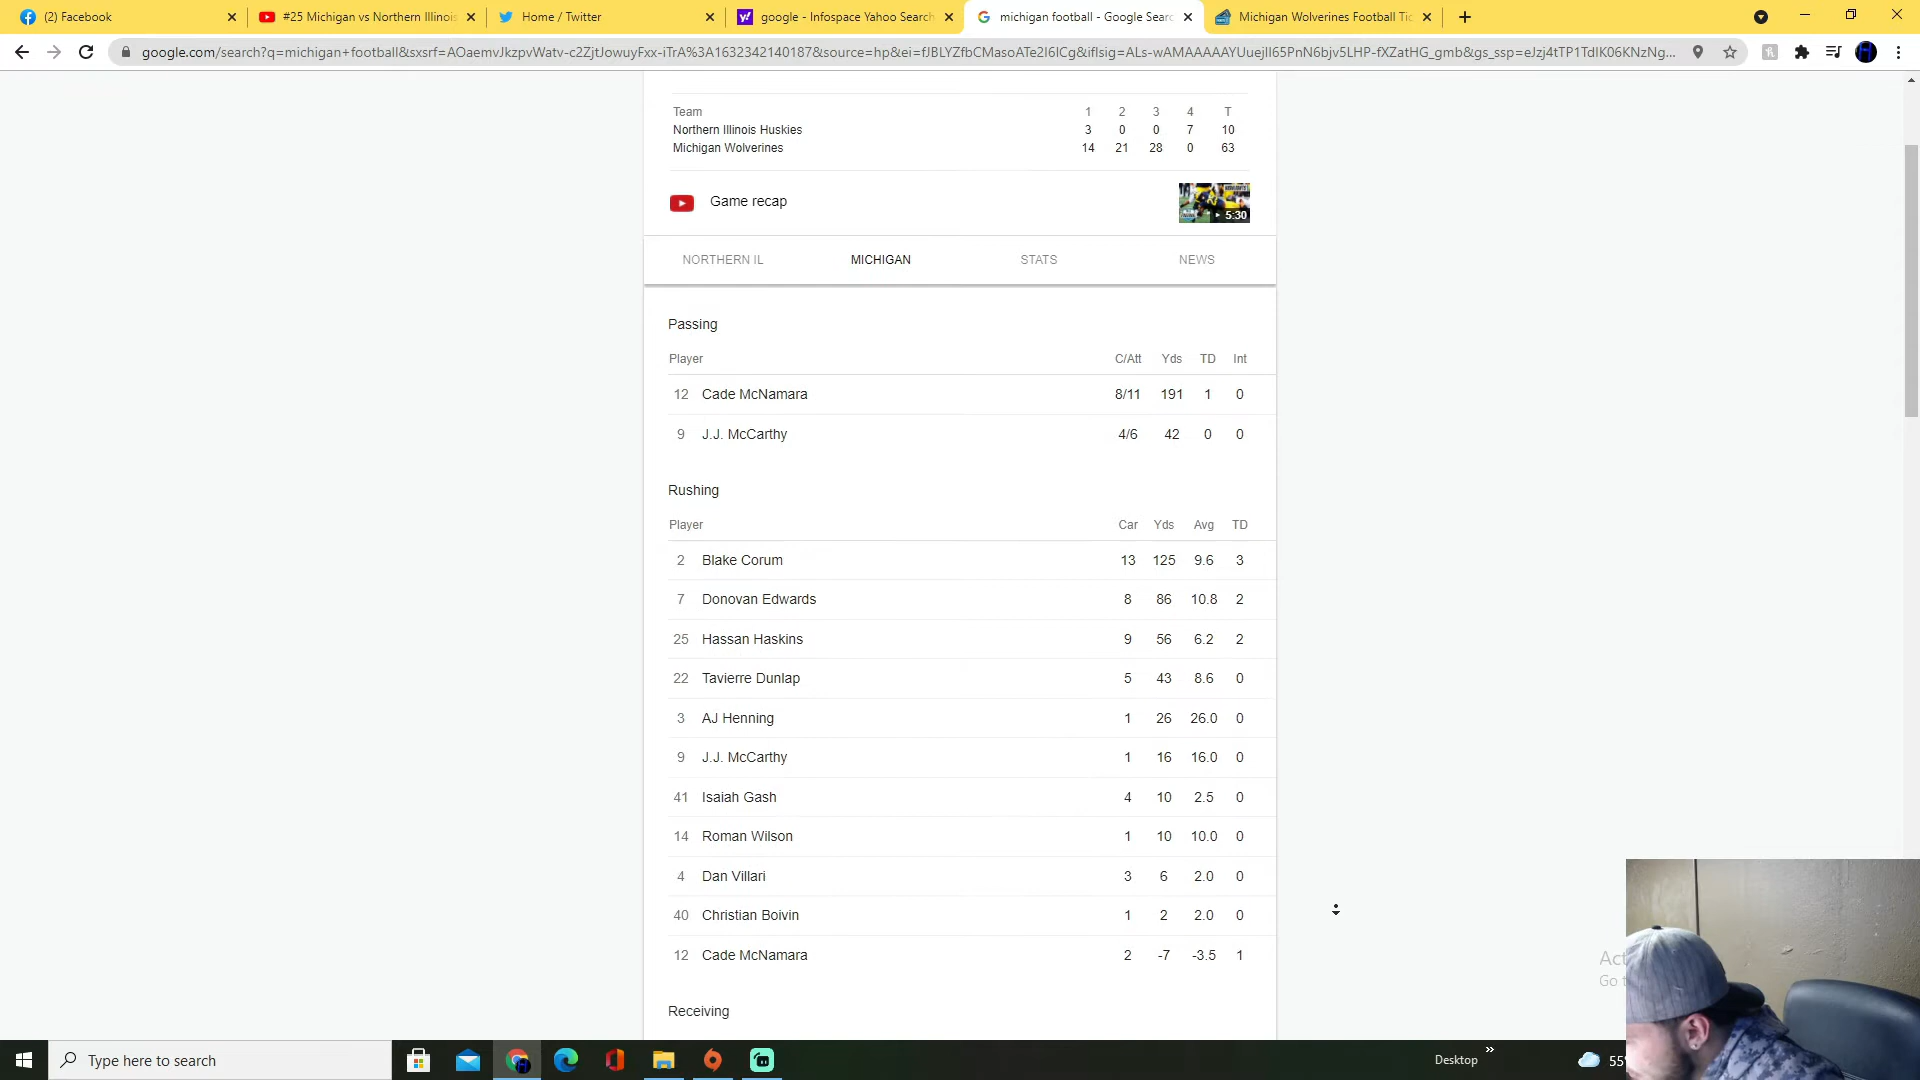 (2) Facebook
#25 Michigan vs Northern Illinois
Home / Twitter
google - Infospace Yahoo Search
michigan football - Google Searc
Michigan Wolverines Football Tic
google.com/search?q=michigan+football&sxsrf=AOaemvJkzpvWatv-c2ZjtJowuyFxx-iTrA%3A1632342140187&source=hp&ei=fJBLYZfbCMasoATe2I6ICg&iflsig=ALs-wAMAAAAAYUuejIl65PnN6bjv5LHP-fXZatHG_gmb&gs_ssp=eJzj4tTP1TdIK06KNzNg...
Team 1 2 3 4 T
Northern Illinois Huskies 3 0 0 7 10
Michigan Wolverines 14 21 28 0 63
Game recap 5:30
NORTHERN IL MICHIGAN STATS NEWS
Passing
Player C/Att Yds TD Int
12 Cade McNamara 8/11 191 1 0
9 J.J. McCarthy 4/6 42 0 0
Rushing
Player Car Yds Avg TD
2 Blake Corum 13 125 9.6 3
7 Donovan Edwards 8 86 10.8 2
25 Hassan Haskins 9 56 6.2 2
22 Tavierre Dunlap 5 43 8.6 0
3 AJ Henning 1 26 26.0 0
9 J.J. McCarthy 1 16 16.0 0
41 Isaiah Gash 4 10 2.5 0
14 Roman Wilson 1 10 10.0 0
4 Dan Villari 3 6 2.0 0
40 Christian Boivin 1 2 2.0 0
12 Cade McNamara 2 -7 -3.5 1
Receiving
Act
Go t
Type here to search
Desktop
55°